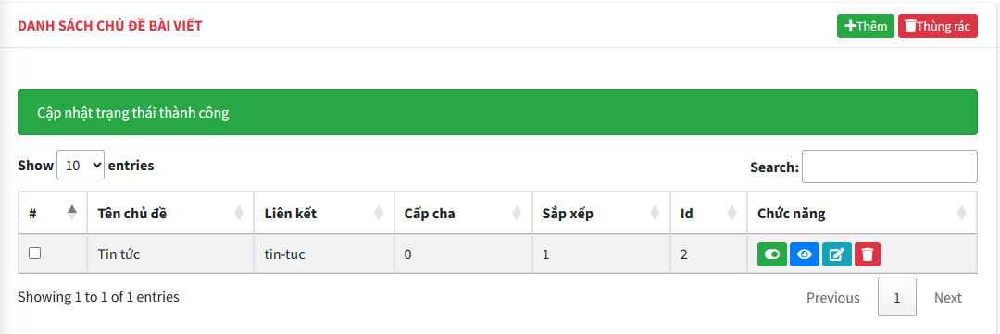 DANH SÁCH CHỦ ĐỀ BÀI VIẾT
Thêm Thùng rác
Cập nhật trạng thái thành công
Show 10 entries Search:
# Tên chủ đề Liên kết Cấp cha Sắp xếp Id Chức năng
Tin tức tin-tuc 0 1 2
Showing 1 to 1 of 1 entries Previous 1 Next